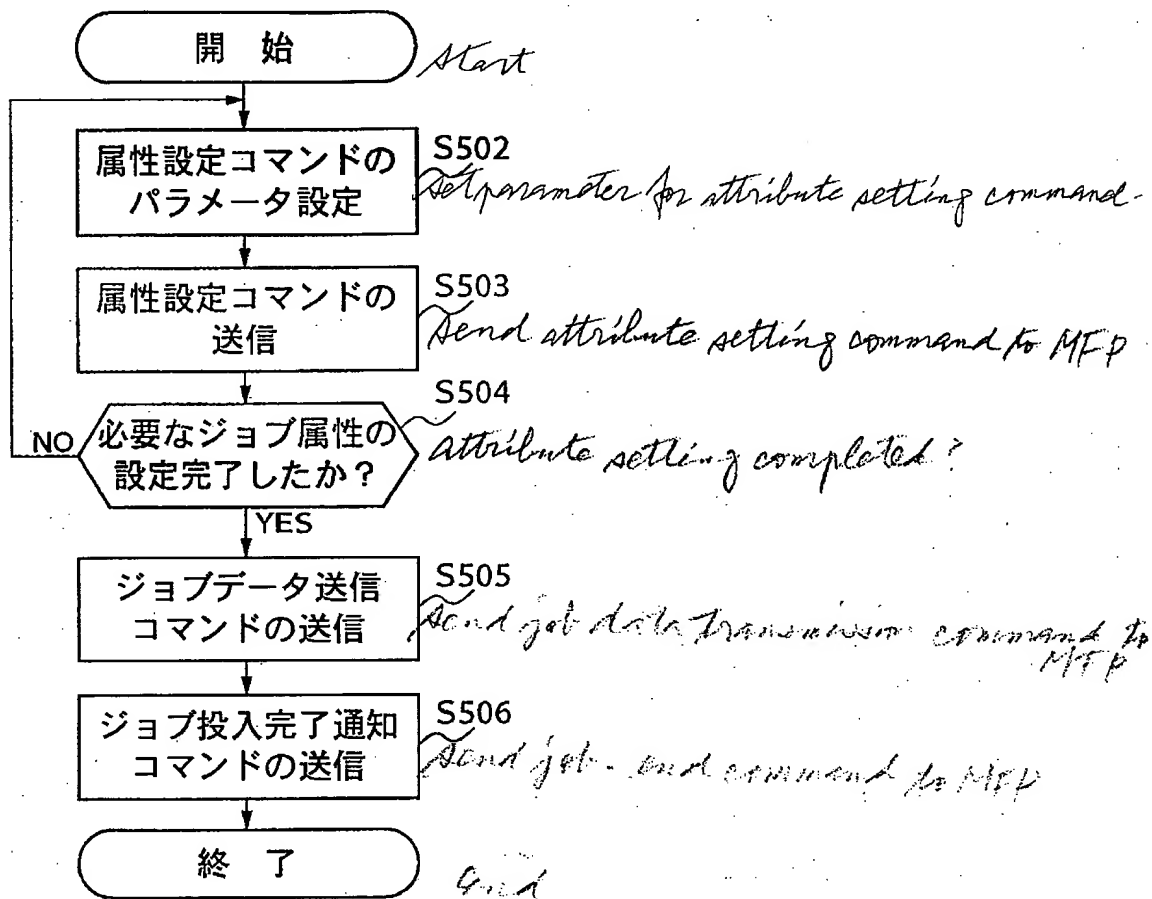 開 始
Start
属性設定コマンドの
パラメータ設定
S502
set parameter for attribute setting command.
属性設定コマンドの
送信
S503
Send attribute setting command to MFP
必要なジョブ属性の
設定完了したか？
S504
NO
attribute setting completed?
YES
ジョブデータ送信
コマンドの送信
S505
Send job data transmission command to
MFP
ジョブ投入完了通知
コマンドの送信
S506
Send job-end command to MFP
終 了
End